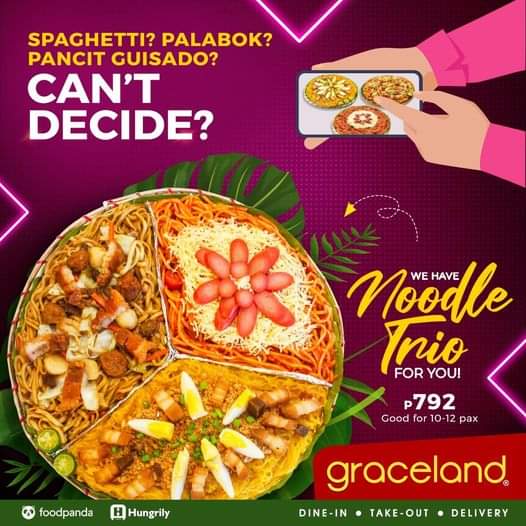 SPAGHETTI? PALABOK?
PANCIT GUISADO?
CAN'T
DECIDE?
WE HAVE
Noodle
Trio
FOR YOU!
₱792
Good for 10-12 pax
graceland®
foodpanda
H Hungrily
DINE-IN ● TAKE-OUT ● DELIVERY